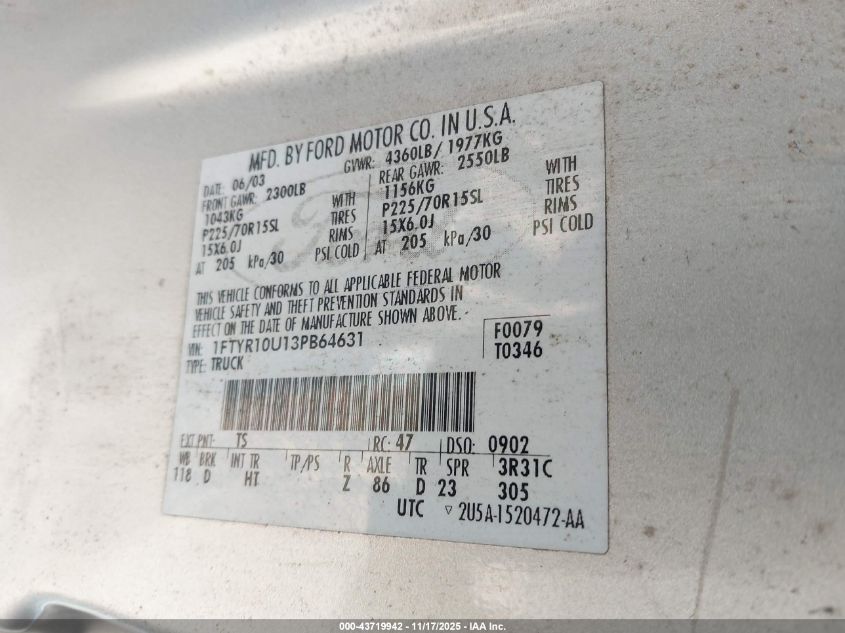 MFD. BY FORD MOTOR CO. IN U.S.A.
DATE: 06/03 GVWR: 4360LB/ 1977KG
FRONT GAWR: 2300LB REAR GAWR: 2550LB
1043KG WITH 1156KG WITH
P225/70R15SL TIRES P225/70R15SL TIRES
15X6.0J RIMS 15X6.0J RIMS
AT 205 kPa/30 PSI COLD AT 205 kPa/30 PSI COLD
Ford
THIS VEHICLE CONFORMS TO ALL APPLICABLE FEDERAL MOTOR
VEHICLE SAFETY AND THEFT PREVENTION STANDARDS IN
EFFECT ON THE DATE OF MANUFACTURE SHOWN ABOVE.
VIN: 1FTYR10U13PB64631 F0079
TYPE: TRUCK T0346
EXT PNT: TS RC: 47 DSO: 0902
WB BRK INT TR TP/PS R AXLE TR SPR 3R31C
118 D HT Z 86 D 23 305
UTC ▽ 2U5A-1520472-AA
000-43719942 - 11/17/2025 - IAA Inc.